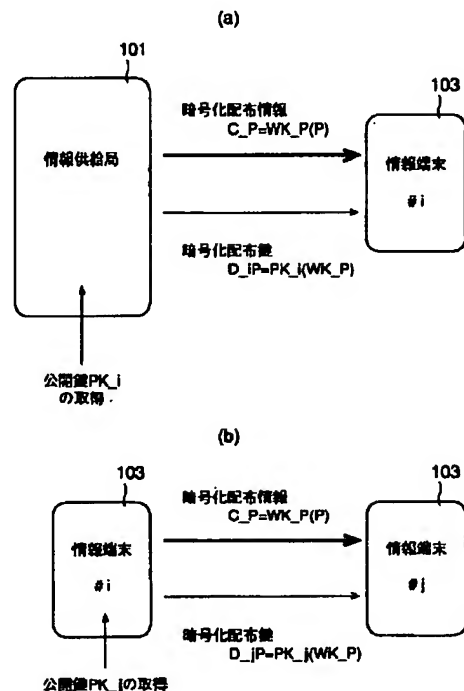 (a)
101
103
暗号化配布情報
C_P=WK_P(P)
情報供給局
情報端末
#i
暗号化配布鍵
D_iP=PK_i(WK_P)
公開鍵PK_i
の取得
(b)
103
103
暗号化配布情報
C_P=WK_P(P)
情報端末
#i
情報端末
#j
暗号化配布鍵
D_jP=PK_j(WK_P)
公開鍵PK_jの取得